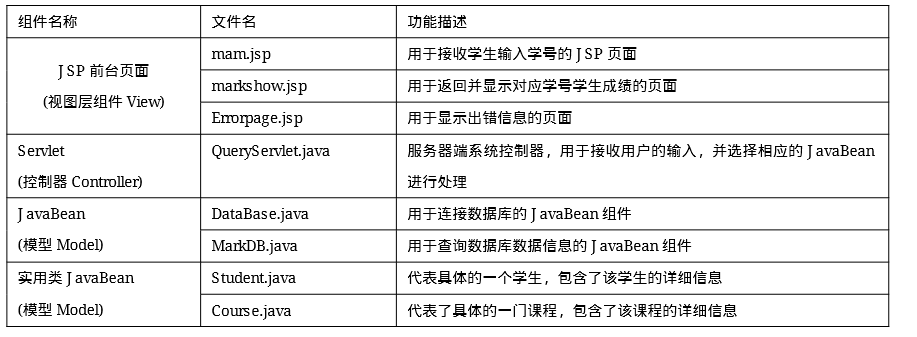 组件名称 文件名 功能描述
JSP 前台页面
(视图层组件 View)
mam.jsp 用于接收学生输入学号的 JSP 页面
markshow.jsp 用于返回并显示对应学号学生成绩的页面
Errorpage.jsp 用于显示出错信息的页面
Servlet
(控制器 Controller)
QueryServlet.java 服务器端系统控制器，用于接收用户的输入，并选择相应的 JavaBean
进行处理
JavaBean
(模型 Model)
DataBase.java 用于连接数据库的 JavaBean 组件
MarkDB.java 用于查询数据库数据信息的 JavaBean 组件
实用类 JavaBean
(模型 Model)
Student.java 代表具体的一个学生，包含了该学生的详细信息
Course.java 代表了具体的一门课程，包含了该课程的详细信息